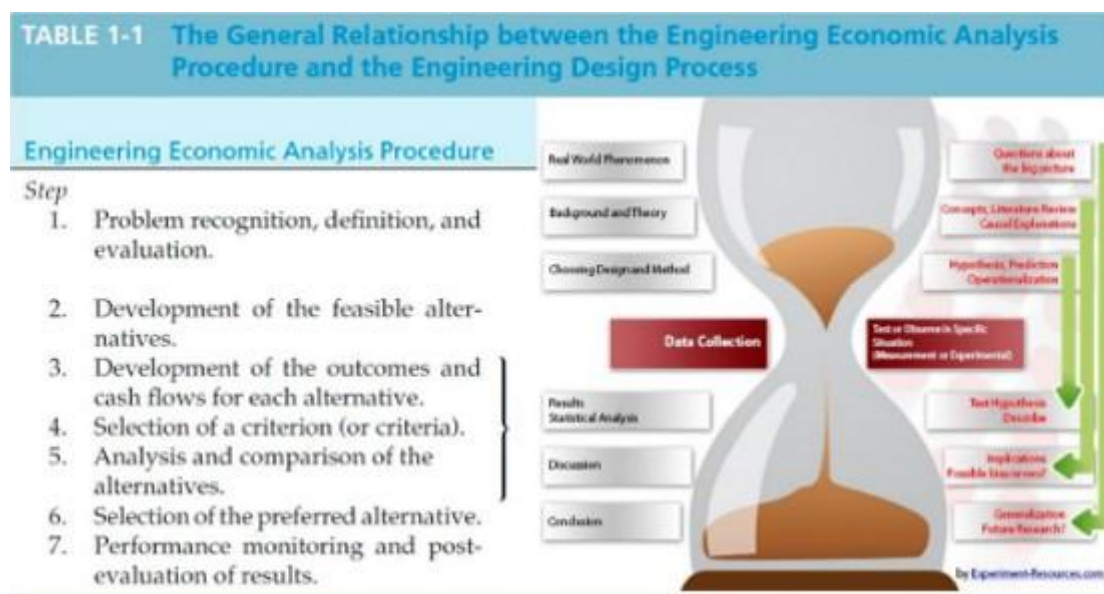 TABLE 1-1 The General Relationship between the Engineering Economic Analysis
Procedure and the Engineering Design Process
Engineering Economic Analysis Procedure
Step
1. Problem recognition, definition, and
evaluation.
2. Development of the feasible alter-
natives.
3. Development of the outcomes and
cash flows for each alternative.
4. Selection of a criterion (or criteria).
5. Analysis and comparison of the
alternatives.
6. Selection of the preferred alternative.
7. Performance monitoring and post-
evaluation of results.
Real World Phenomenon
Questions about
the big picture
Background and Theory
Concepts, Literature Review
Causal Explanations
Choosing Design and Method
Hypothesis, Prediction
Operationalization
Data Collection
Test or Observe in Specific
Situation
(Measurement or Experimental)
Results
Statistical Analysis
Test Hypothesis
Describe
Discussion
Implications
Possible
Conclusion
Generalization
Future Research?
by Experiment-Resources.com